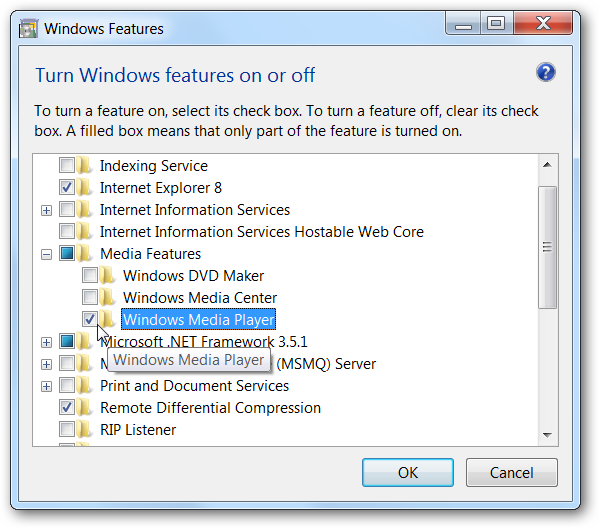 Windows Features
Turn Windows features on or off
To turn a feature on, select its check box. To turn a feature off, clear its check
box. A filled box means that only part of the feature is turned on.
Indexing Service
Internet Explorer 8
Internet Information Services
Internet Information Services Hostable Web Core
Media Features
Windows DVD Maker
Windows Media Center
Windows Media Player
Microsoft .NET Framework 3.5.1
Windows Media Player
(MSMQ) Server
Print and Document Services
Remote Differential Compression
RIP Listener
OK
Cancel